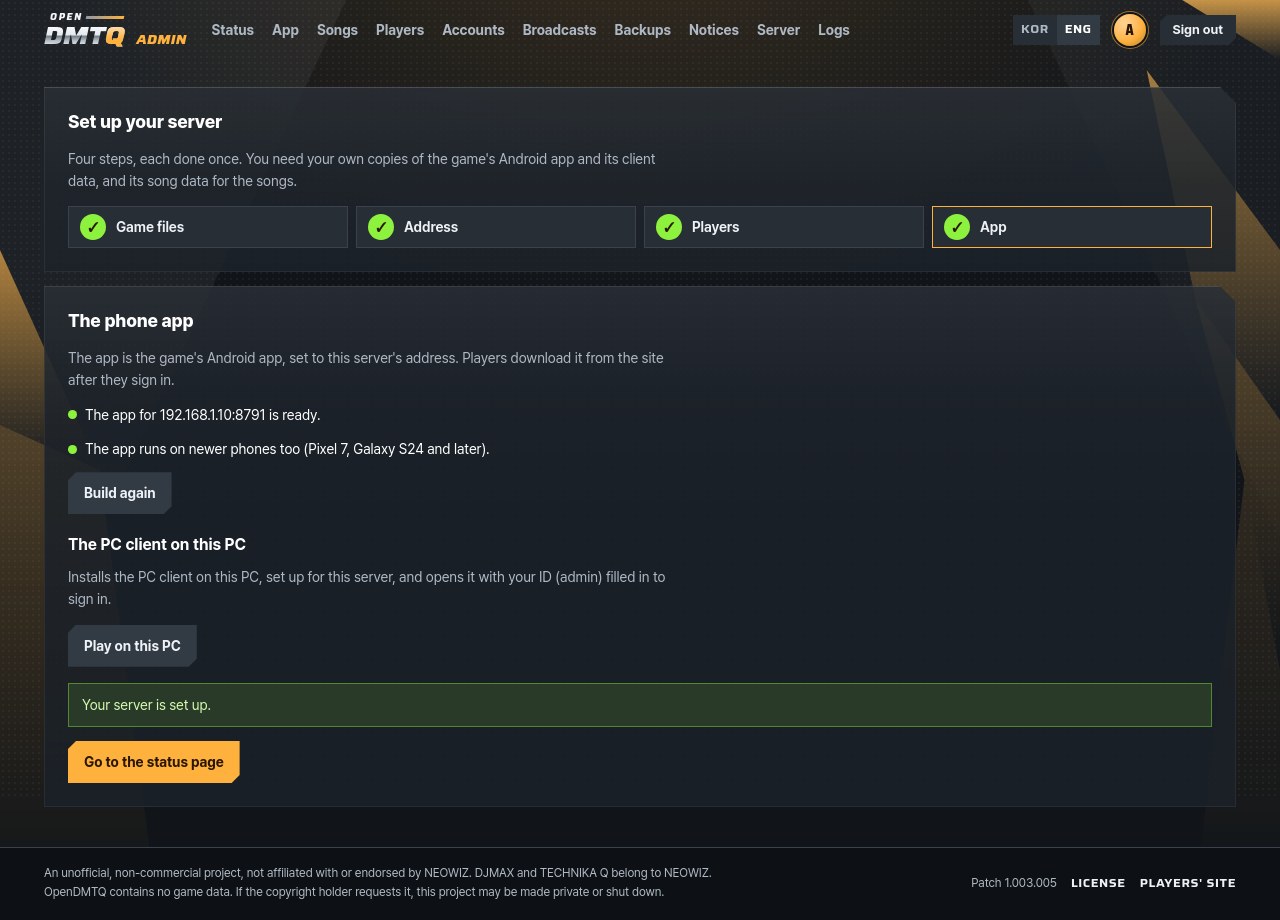 OPEN
DMTQ ADMIN
Status App Songs Players Accounts Broadcasts Backups Notices Server Logs
KOR ENG
A
Sign out
Set up your server
Four steps, each done once. You need your own copies of the game's Android app and its client
data, and its song data for the songs.
✓ Game files
✓ Address
✓ Players
✓ App
The phone app
The app is the game's Android app, set to this server's address. Players download it from the site
after they sign in.
The app for 192.168.1.10:8791 is ready.
The app runs on newer phones too (Pixel 7, Galaxy S24 and later).
Build again
The PC client on this PC
Installs the PC client on this PC, set up for this server, and opens it with your ID (admin) filled in to
sign in.
Play on this PC
Your server is set up.
Go to the status page
An unofficial, non-commercial project, not affiliated with or endorsed by NEOWIZ. DJMAX and TECHNIKA Q belong to NEOWIZ.
OpenDMTQ contains no game data. If the copyright holder requests it, this project may be made private or shut down.
Patch 1.003.005 LICENSE PLAYERS' SITE